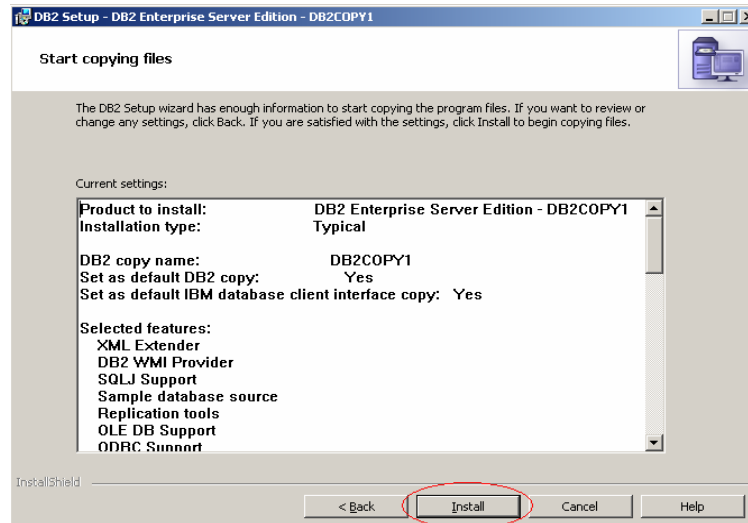 DB2 Setup - DB2 Enterprise Server Edition - DB2COPY1
Start copying files
The DB2 Setup wizard has enough information to start copying the program files. If you want to review or
change any settings, click Back. If you are satisfied with the settings, click Install to begin copying files.
Current settings:
Product to install: DB2 Enterprise Server Edition - DB2COPY1
Installation type: Typical
DB2 copy name: DB2COPY1
Set as default DB2 copy: Yes
Set as default IBM database client interface copy: Yes
Selected features:
XML Extender
DB2 WMI Provider
SQLJ Support
Sample database source
Replication tools
OLE DB Support
ODBC Support
InstallShield
< Back Install Cancel Help